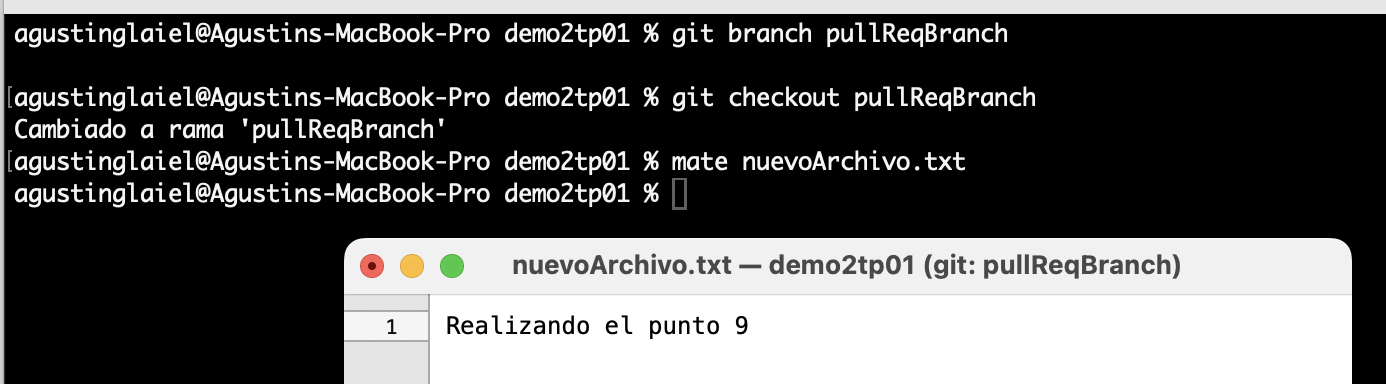 agustinglaiel@Agustins-MacBook-Pro demo2tp01 % git branch pullReqBranch
[agustinglaiel@Agustins-MacBook-Pro demo2tp01 % git checkout pullReqBranch
Cambiado a rama 'pullReqBranch'
[agustinglaiel@Agustins-MacBook-Pro demo2tp01 % mate nuevoArchivo.txt
agustinglaiel@Agustins-MacBook-Pro demo2tp01 %
nuevoArchivo.txt — demo2tp01 (git: pullReqBranch)
1 Realizando el punto 9